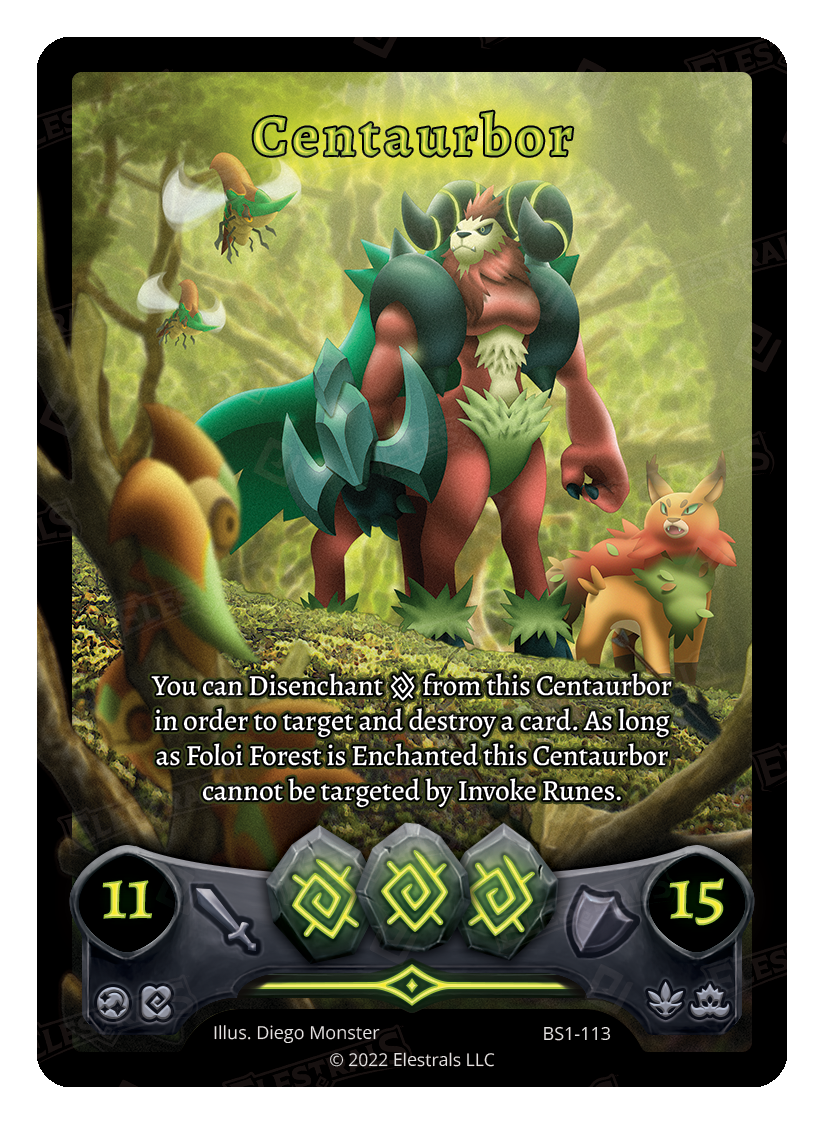 Centaurbor
You can Disenchant from this Centaurbor
in order to target and destroy a card. As long
as Foloi Forest is Enchanted this Centaurbor
cannot be targeted by Invoke Runes.
11
15
Illus. Diego Monster
BS1-113
© 2022 Elestrals LLC